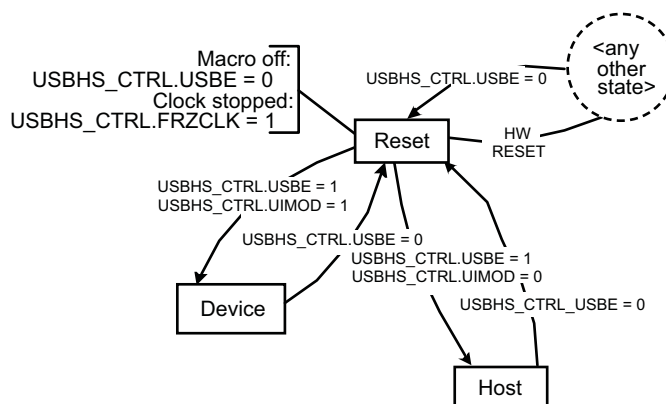 Macro off:
USBHS_CTRL.USBE = 0
Clock stopped:
USBHS_CTRL.FRZCLK = 1
USBHS_CTRL.USBE = 0
<any
other
state>
Reset
HW
RESET
USBHS_CTRL.USBE = 1
USBHS_CTRL.UIMOD = 1
USBHS_CTRL.USBE = 0
USBHS_CTRL.USBE = 1
USBHS_CTRL.UIMOD = 0
USBHS_CTRL_USBE = 0
Device
Host